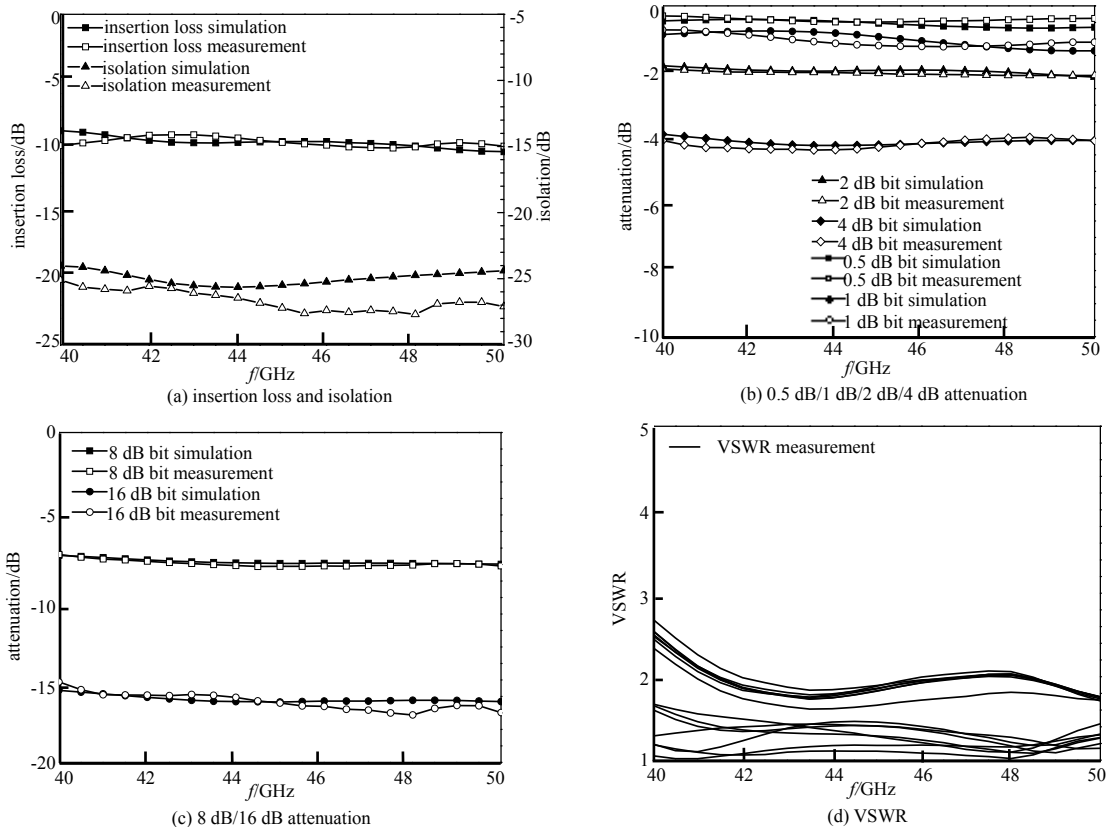 0
-5
-10
-15
-20
-25
insertion loss/dB
insertion loss simulation
insertion loss measurement
isolation simulation
isolation measurement
-5
-10
-15
-20
-25
-30
isolation/dB
40 42 44 46 48 50
f/GHz
(a) insertion loss and isolation
0
-2
-4
-6
-8
-10
attenuation/dB
2 dB bit simulation
2 dB bit measurement
4 dB bit simulation
4 dB bit measurement
0.5 dB bit simulation
0.5 dB bit measurement
1 dB bit simulation
1 dB bit measurement
40 42 44 46 48 50
f/GHz
(b) 0.5 dB/1 dB/2 dB/4 dB attenuation
0
-5
-10
-15
-20
attenuation/dB
8 dB bit simulation
8 dB bit measurement
16 dB bit simulation
16 dB bit measurement
40 42 44 46 48 50
f/GHz
(c) 8 dB/16 dB attenuation
5
4
3
2
1
VSWR
VSWR measurement
40 42 44 46 48 50
f/GHz
(d) VSWR